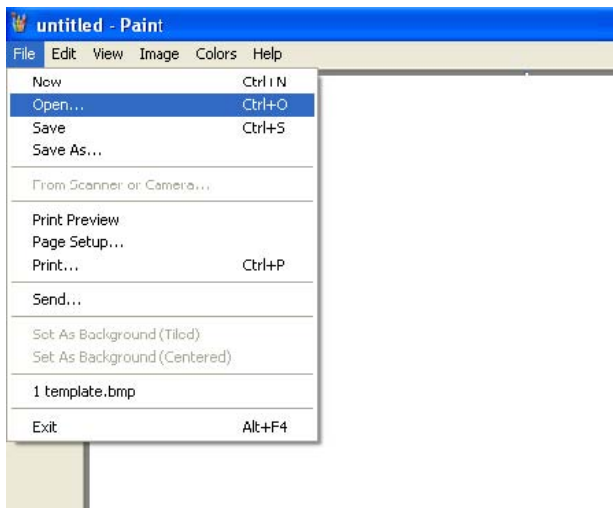 untitled - Paint
File Edit View Image Colors Help
New Ctrl+N
Open... Ctrl+O
Save Ctrl+S
Save As...
From Scanner or Camera...
Print Preview
Page Setup...
Print... Ctrl+P
Send...
Set As Background (Tiled)
Set As Background (Centered)
1 template.bmp
Exit Alt+F4